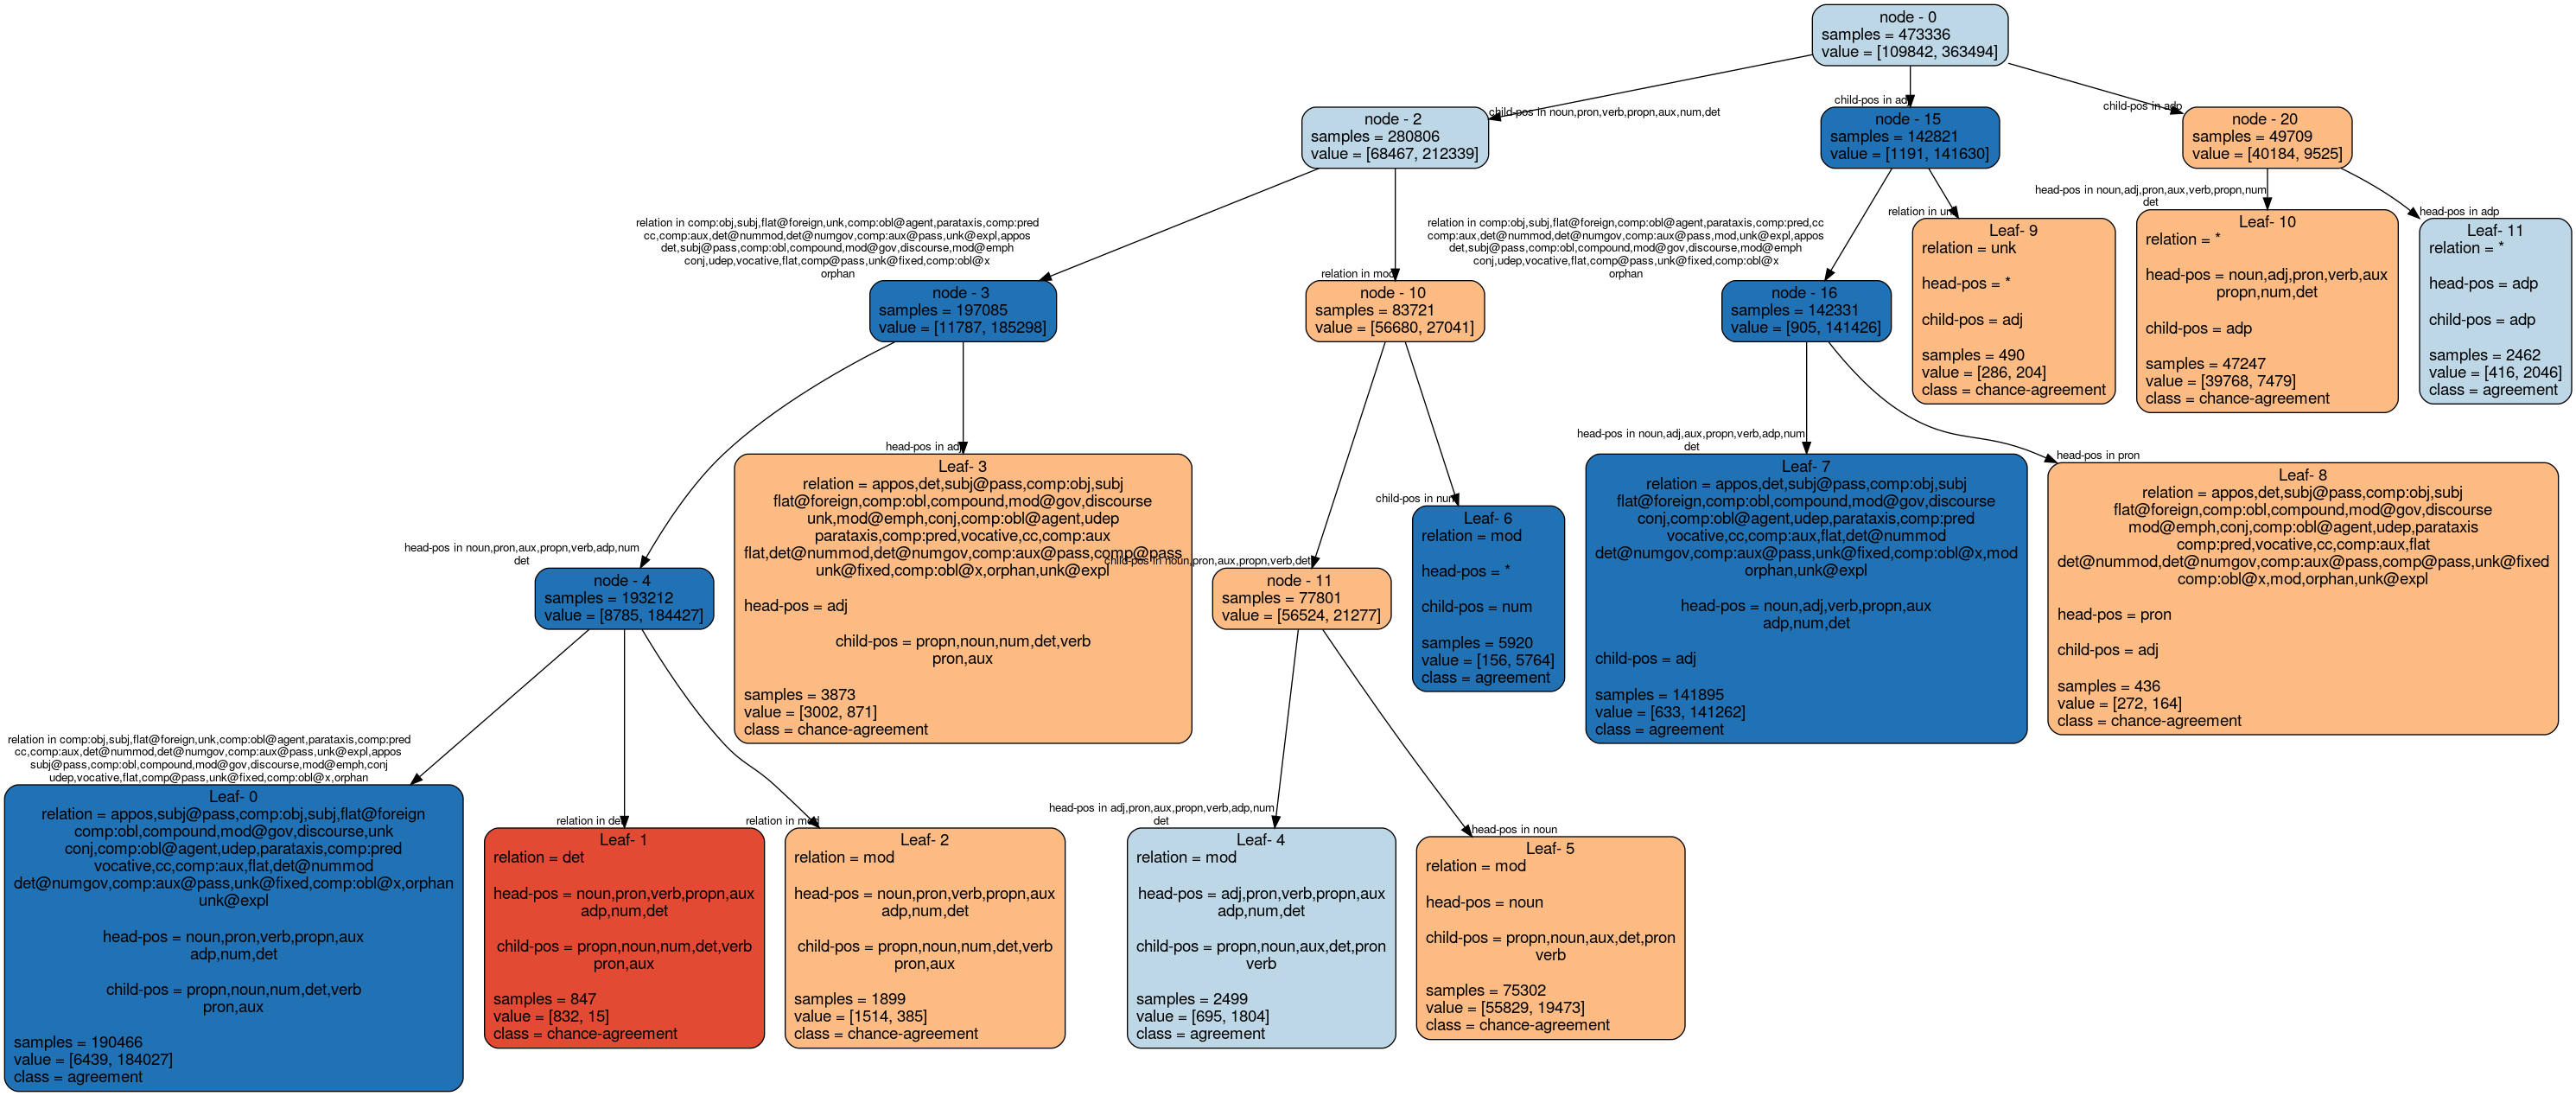 node - 0
samples = 473336
value = [109842, 363494]
child-pos in noun,pron,verb,propn,aux,num,det
child-pos in adj
child-pos in adp
node - 2
samples = 280806
value = [68467, 212339]
node - 15
samples = 142821
value = [1191, 141630]
node - 20
samples = 49709
value = [40184, 9525]
relation in comp:obj,subj,flat@foreign,unk,comp:obl@agent,parataxis,comp:pred
cc,comp:aux,det@nummod,det@numgov,comp:aux@pass,unk@expl,appos
det,subj@pass,comp:obl,compound,mod@gov,discourse,mod@emph
conj,udep,vocative,flat,comp@pass,unk@fixed,comp:obl@x
orphan
relation in mod
relation in comp:obj,subj,flat@foreign,comp:obl@agent,parataxis,comp:pred,cc
comp:aux,det@nummod,det@numgov,comp:aux@pass,mod,unk@expl,appos
det,subj@pass,comp:obl,compound,mod@gov,discourse,mod@emph
conj,udep,vocative,flat,comp@pass,unk@fixed,comp:obl@x
orphan
relation in unk
head-pos in noun,adj,pron,aux,verb,propn,num
det
head-pos in adp
node - 3
samples = 197085
value = [11787, 185298]
node - 10
samples = 83721
value = [56680, 27041]
node - 16
samples = 142331
value = [905, 141426]
Leaf- 9
relation = unk
head-pos = *
child-pos = adj
samples = 490
value = [286, 204]
class = chance-agreement
Leaf- 10
relation = *
head-pos = noun,adj,pron,verb,aux
propn,num,det
child-pos = adp
samples = 47247
value = [39768, 7479]
class = chance-agreement
Leaf- 11
relation = *
head-pos = adp
child-pos = adp
samples = 2462
value = [416, 2046]
class = agreement
head-pos in noun,pron,aux,propn,verb,adp,num
det
head-pos in adj
child-pos in noun,pron,aux,propn,verb,det
child-pos in num
head-pos in noun,adj,aux,propn,verb,adp,num
det
head-pos in pron
node - 4
samples = 193212
value = [8785, 184427]
Leaf- 3
relation = appos,det,subj@pass,comp:obj,subj
flat@foreign,comp:obl,compound,mod@gov,discourse
unk,mod@emph,conj,comp:obl@agent,udep
parataxis,comp:pred,vocative,cc,comp:aux
flat,det@nummod,det@numgov,comp:aux@pass,comp@pass
unk@fixed,comp:obl@x,orphan,unk@expl
head-pos = adj
child-pos = propn,noun,num,det,verb
pron,aux
samples = 3873
value = [3002, 871]
class = chance-agreement
node - 11
samples = 77801
value = [56524, 21277]
Leaf- 6
relation = mod
head-pos = *
child-pos = num
samples = 5920
value = [156, 5764]
class = agreement
Leaf- 7
relation = appos,det,subj@pass,comp:obj,subj
flat@foreign,comp:obl,compound,mod@gov,discourse
conj,comp:obl@agent,udep,parataxis,comp:pred
vocative,cc,comp:aux,flat,det@nummod
det@numgov,comp:aux@pass,unk@fixed,comp:obl@x,mod
orphan,unk@expl
head-pos = noun,adj,verb,propn,aux
adp,num,det
child-pos = adj
samples = 141895
value = [633, 141262]
class = agreement
Leaf- 8
relation = appos,det,subj@pass,comp:obj,subj
flat@foreign,comp:obl,compound,mod@gov,discourse
mod@emph,conj,comp:obl@agent,udep,parataxis
comp:pred,vocative,cc,comp:aux,flat
det@nummod,det@numgov,comp:aux@pass,comp@pass,unk@fixed
comp:obl@x,mod,orphan,unk@expl
head-pos = pron
child-pos = adj
samples = 436
value = [272, 164]
class = chance-agreement
relation in comp:obj,subj,flat@foreign,unk,comp:obl@agent,parataxis,comp:pred
cc,comp:aux,det@nummod,det@numgov,comp:aux@pass,unk@expl,appos
subj@pass,comp:obl,compound,mod@gov,discourse,mod@emph,conj
udep,vocative,flat,comp@pass,unk@fixed,comp:obl@x,orphan
relation in det
relation in mod
head-pos in adj,pron,aux,propn,verb,adp,num
det
head-pos in noun
Leaf- 0
relation = appos,subj@pass,comp:obj,subj,flat@foreign
comp:obl,compound,mod@gov,discourse,unk
conj,comp:obl@agent,udep,parataxis,comp:pred
vocative,cc,comp:aux,flat,det@nummod
det@numgov,comp:aux@pass,unk@fixed,comp:obl@x,orphan
unk@expl
head-pos = noun,pron,verb,propn,aux
adp,num,det
child-pos = propn,noun,num,det,verb
pron,aux
samples = 190466
value = [6439, 184027]
class = agreement
Leaf- 1
relation = det
head-pos = noun,pron,verb,propn,aux
adp,num,det
child-pos = propn,noun,num,det,verb
pron,aux
samples = 847
value = [832, 15]
class = chance-agreement
Leaf- 2
relation = mod
head-pos = noun,pron,verb,propn,aux
adp,num,det
child-pos = propn,noun,num,det,verb
pron,aux
samples = 1899
value = [1514, 385]
class = chance-agreement
Leaf- 4
relation = mod
head-pos = adj,pron,verb,propn,aux
adp,num,det
child-pos = propn,noun,aux,det,pron
verb
samples = 2499
value = [695, 1804]
class = agreement
Leaf- 5
relation = mod
head-pos = noun
child-pos = propn,noun,aux,det,pron
verb
samples = 75302
value = [55829, 19473]
class = chance-agreement